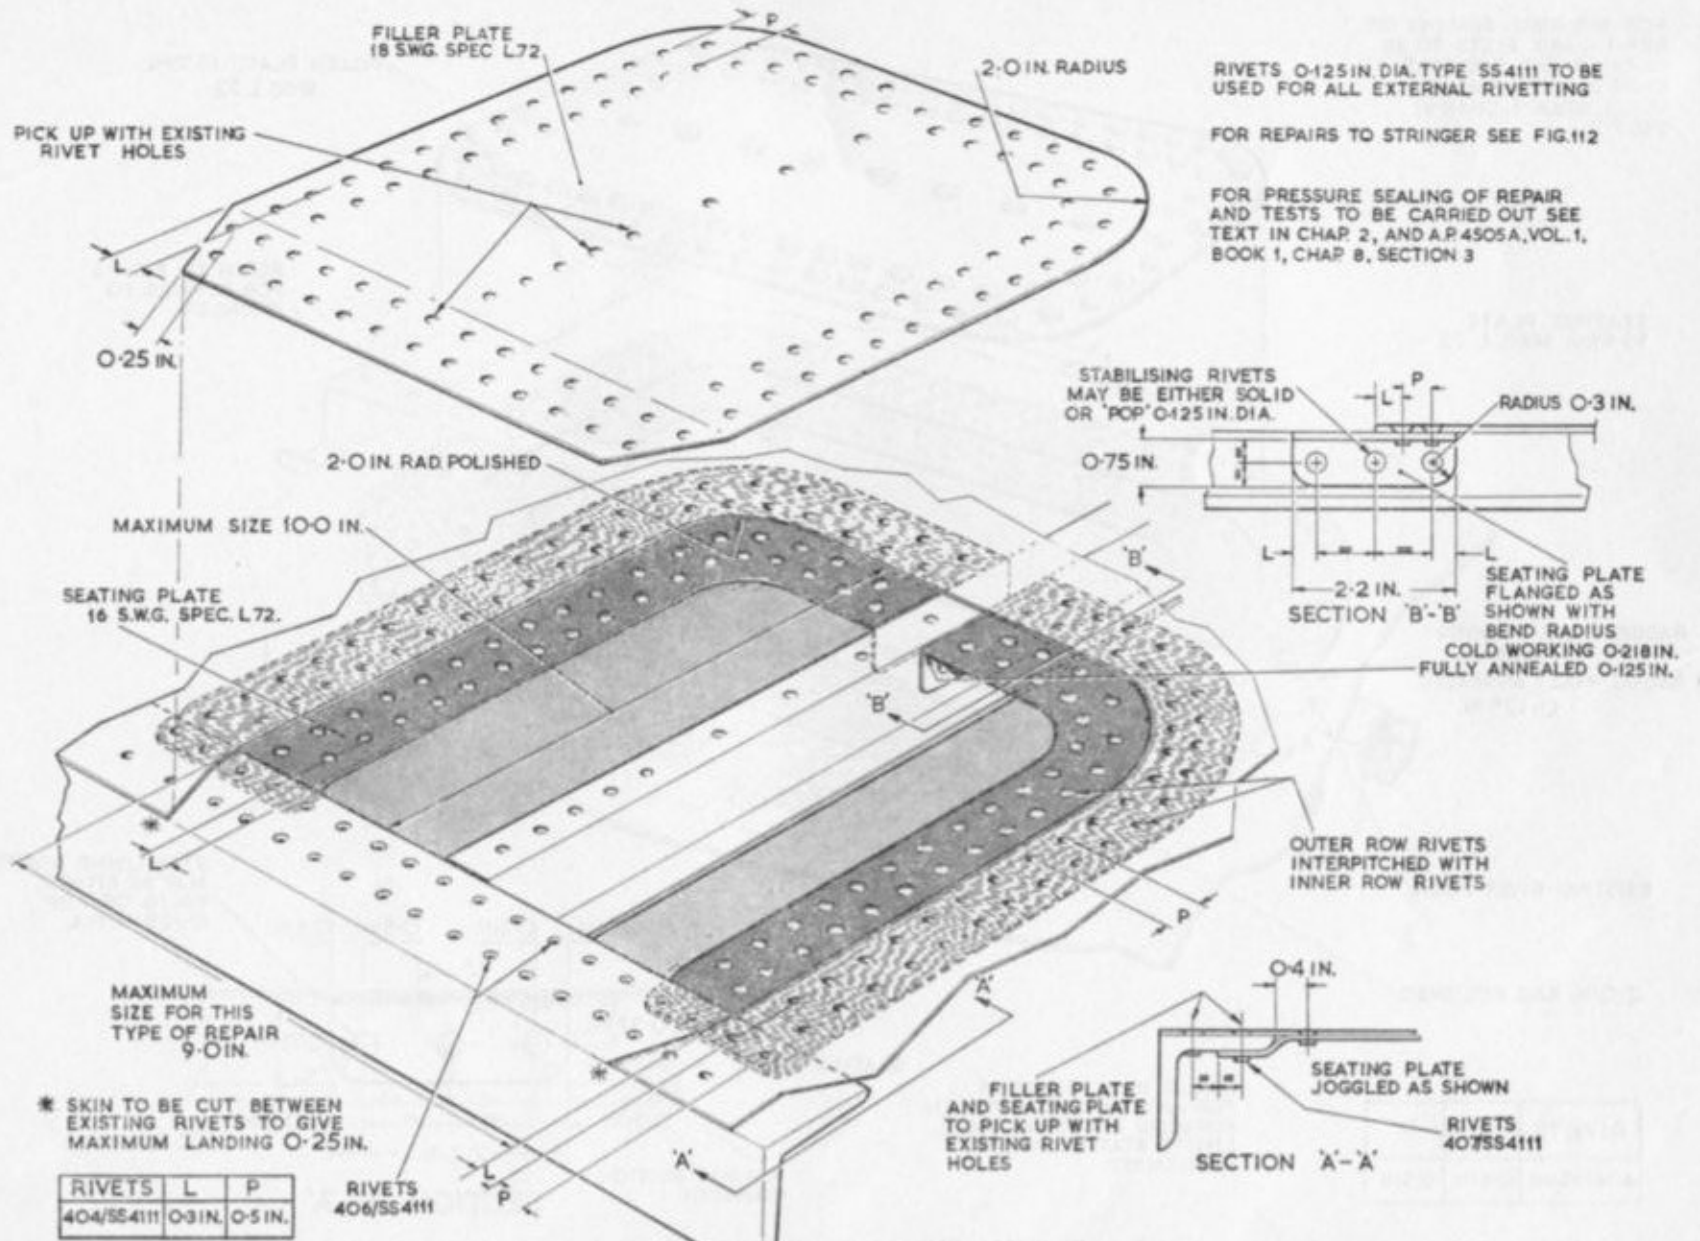 FILLER PLATE
18 S.W.G. SPEC L.72
P
2·0 IN. RADIUS
RIVETS 0·125 IN. DIA. TYPE SS4111 TO BE
USED FOR ALL EXTERNAL RIVETTING
PICK UP WITH EXISTING
RIVET HOLES
FOR REPAIRS TO STRINGER SEE FIG.112
FOR PRESSURE SEALING OF REPAIR
AND TESTS TO BE CARRIED OUT SEE
TEXT IN CHAP. 2, AND A.P. 4505A, VOL. 1,
BOOK 1, CHAP 8, SECTION 3
L
0·25 IN.
STABILISING RIVETS
MAY BE EITHER SOLID
OR 'POP' 0·125 IN. DIA.
P
L
RADIUS 0·3 IN.
0·75 IN.
L
L
2·2 IN.
SECTION 'B'-'B'
SEATING PLATE
FLANGED AS
SHOWN WITH
BEND RADIUS
COLD WORKING 0·218 IN.
FULLY ANNEALED 0·125 IN.
2·0 IN. RAD. POLISHED
MAXIMUM SIZE 10·0 IN.
SEATING PLATE
16 S.W.G. SPEC. L.72.
'B'
'B'
OUTER ROW RIVETS
INTERPITCHED WITH
INNER ROW RIVETS
*
L
P
MAXIMUM
SIZE FOR THIS
TYPE OF REPAIR
9·0 IN.
'A'
0·4 IN.
*
SEATING PLATE
JOGGLED AS SHOWN
FILLER PLATE
AND SEATING PLATE
TO PICK UP WITH
EXISTING RIVET
HOLES
RIVETS
407/SS4111
SECTION 'A'-'A'
* SKIN TO BE CUT BETWEEN
EXISTING RIVETS TO GIVE
MAXIMUM LANDING 0·25 IN.
'A'
L
P
RIVETS
406/SS4111
RIVETS L P
404/SS4111 0·3 IN. 0·5 IN.